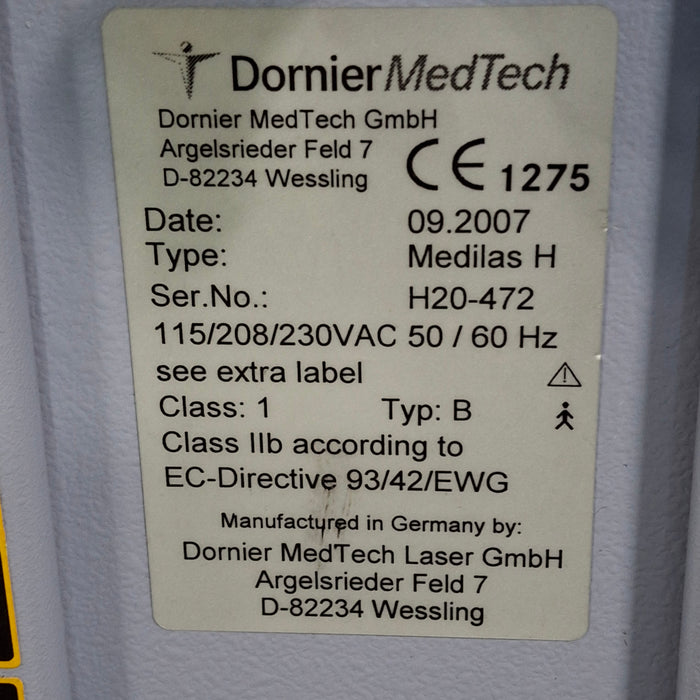 DornierMedTech
Dornier MedTech GmbH
Argelsrieder Feld 7
D-82234 Wessling
CE 1275
Date: 09.2007
Type: Medilas H
Ser.No.: H20-472
115/208/230VAC 50 / 60 Hz
see extra label
Class: 1 Typ: B
Class IIb according to
EC-Directive 93/42/EWG
Manufactured in Germany by:
Dornier MedTech Laser GmbH
Argelsrieder Feld 7
D-82234 Wessling